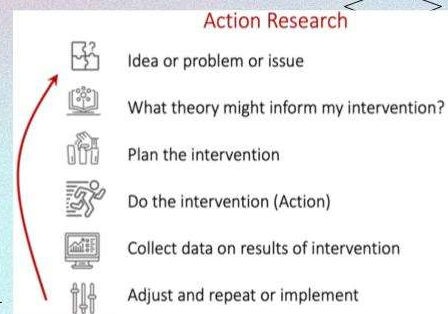 Action Research
Idea or problem or issue
What theory might inform my intervention?
Plan the intervention
Do the intervention (Action)
Collect data on results of intervention
Adjust and repeat or implement